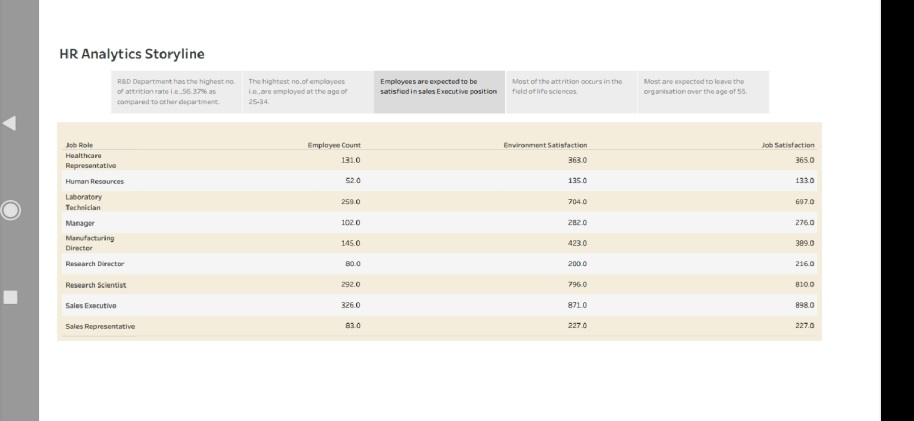 HR Analytics Storyline
R&D Department has the highest no.
of attrition rate i.e.,56.37% as
compared to other department.
The hightest no.of employees
i.e.,are employed at the age of
25-34.
Employees are expected to be
satisfied in sales Executive position
Most of the attrition occurs in the
field of life sciences.
Most are expected to leave the
organisation over the age of 55.
Job Role Employee Count Environment Satisfaction Job Satisfaction
Healthcare
Representative 131.0 363.0 365.0
Human Resources 52.0 135.0 133.0
Laboratory
Technician 259.0 704.0 697.0
Manager 102.0 282.0 276.0
Manufacturing
Director 145.0 423.0 389.0
Research Director 80.0 200.0 216.0
Research Scientist 292.0 796.0 810.0
Sales Executive 326.0 871.0 898.0
Sales Representative 83.0 227.0 227.0